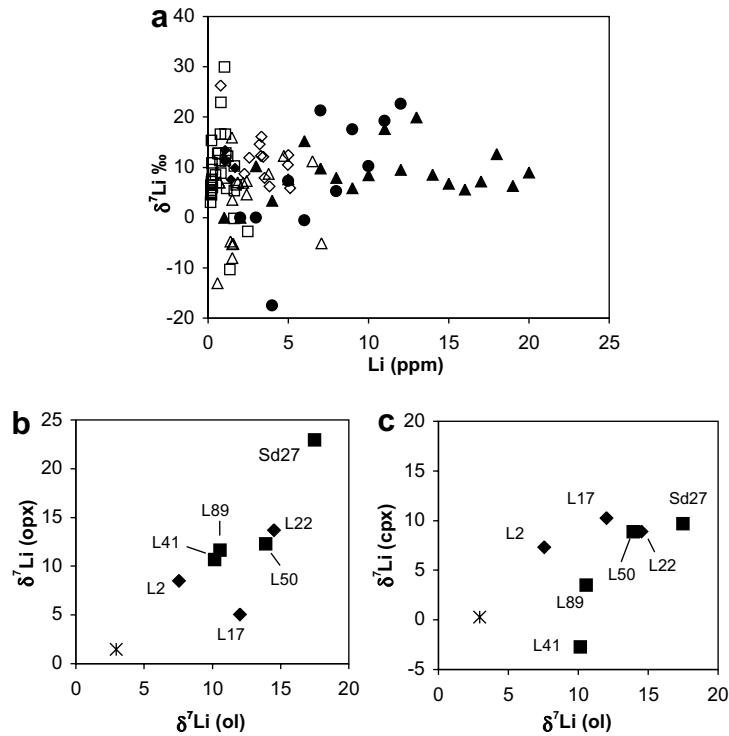 a
40
30
20
10
0
-10
-20
δ⁷Li ‰
0 5 10 15 20 25
Li (ppm)
b
25
20
15
10
5
0
δ⁷Li (opx)
Sd27
L89
L22
L41
L50
L2
L17
0 5 10 15 20
δ⁷Li (ol)
c
20
15
10
5
0
-5
δ⁷Li (cpx)
L17
Sd27
L2
L50
L22
L89
L41
0 5 10 15 20
δ⁷Li (ol)